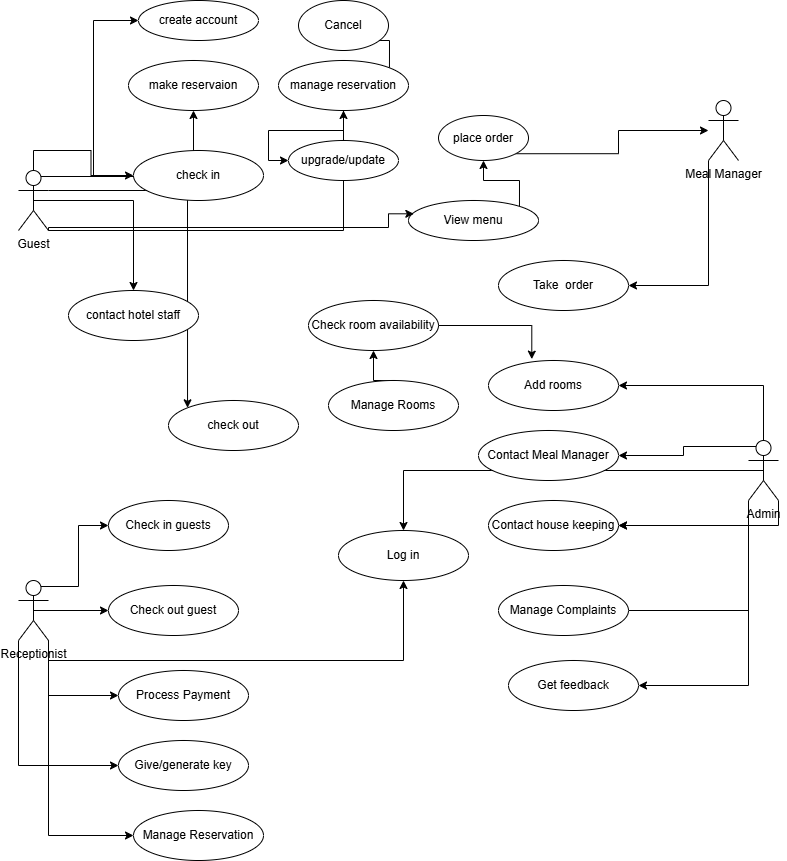 create account
Cancel
make reservaion
manage reservation
place order
check in
upgrade/update
Meal Manager
Guest
View menu
Take  order
contact hotel staff
Check room availability
Add rooms
Manage Rooms
check out
Contact Meal Manager
Admin
Check in guests
Contact house keeping
Log in
Check out guest
Manage Complaints
Receptionist
Process Payment
Get feedback
Give/generate key
Manage Reservation